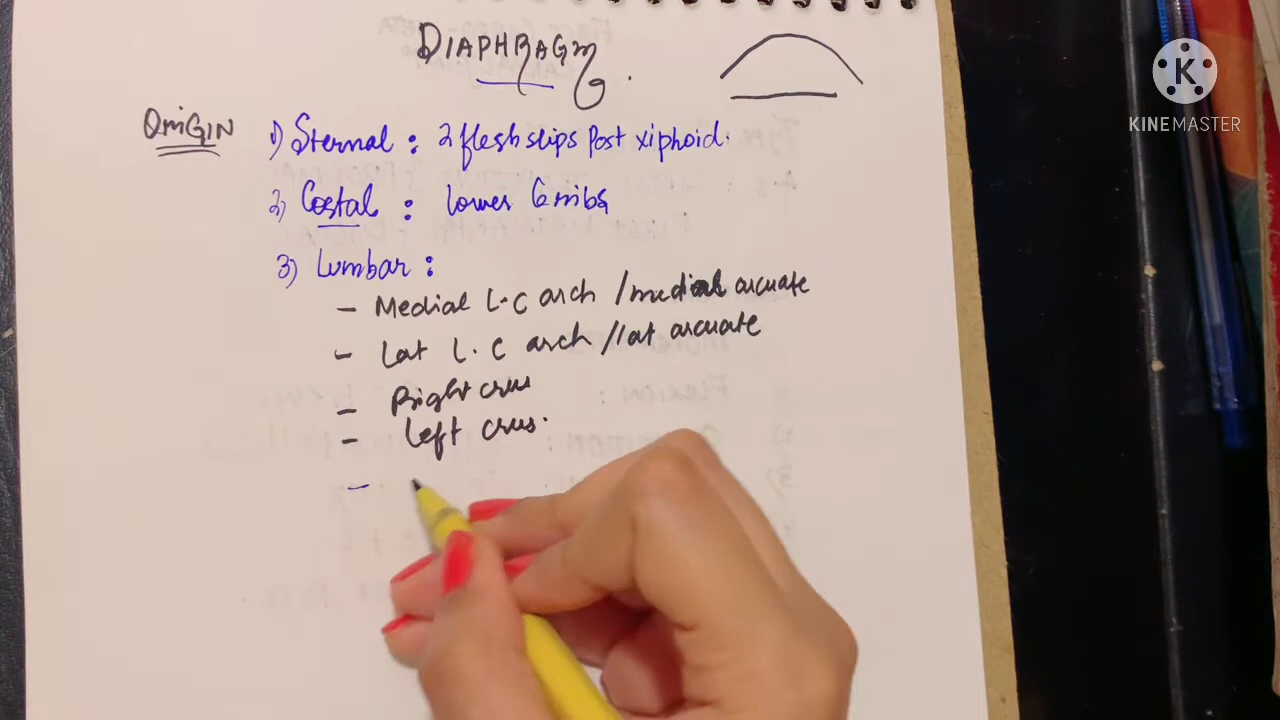 DIAPHRAGM.
ORIGIN
1) Sternal : 2 flesh slips post xiphoid.
2) Costal : lower 6 ribs
3) Lumbar :
- Medial L.C arch / medial arcuate
- Lat L.C arch // lat arcuate
- Right crus
- Left crus.
-
K
KINEMASTER